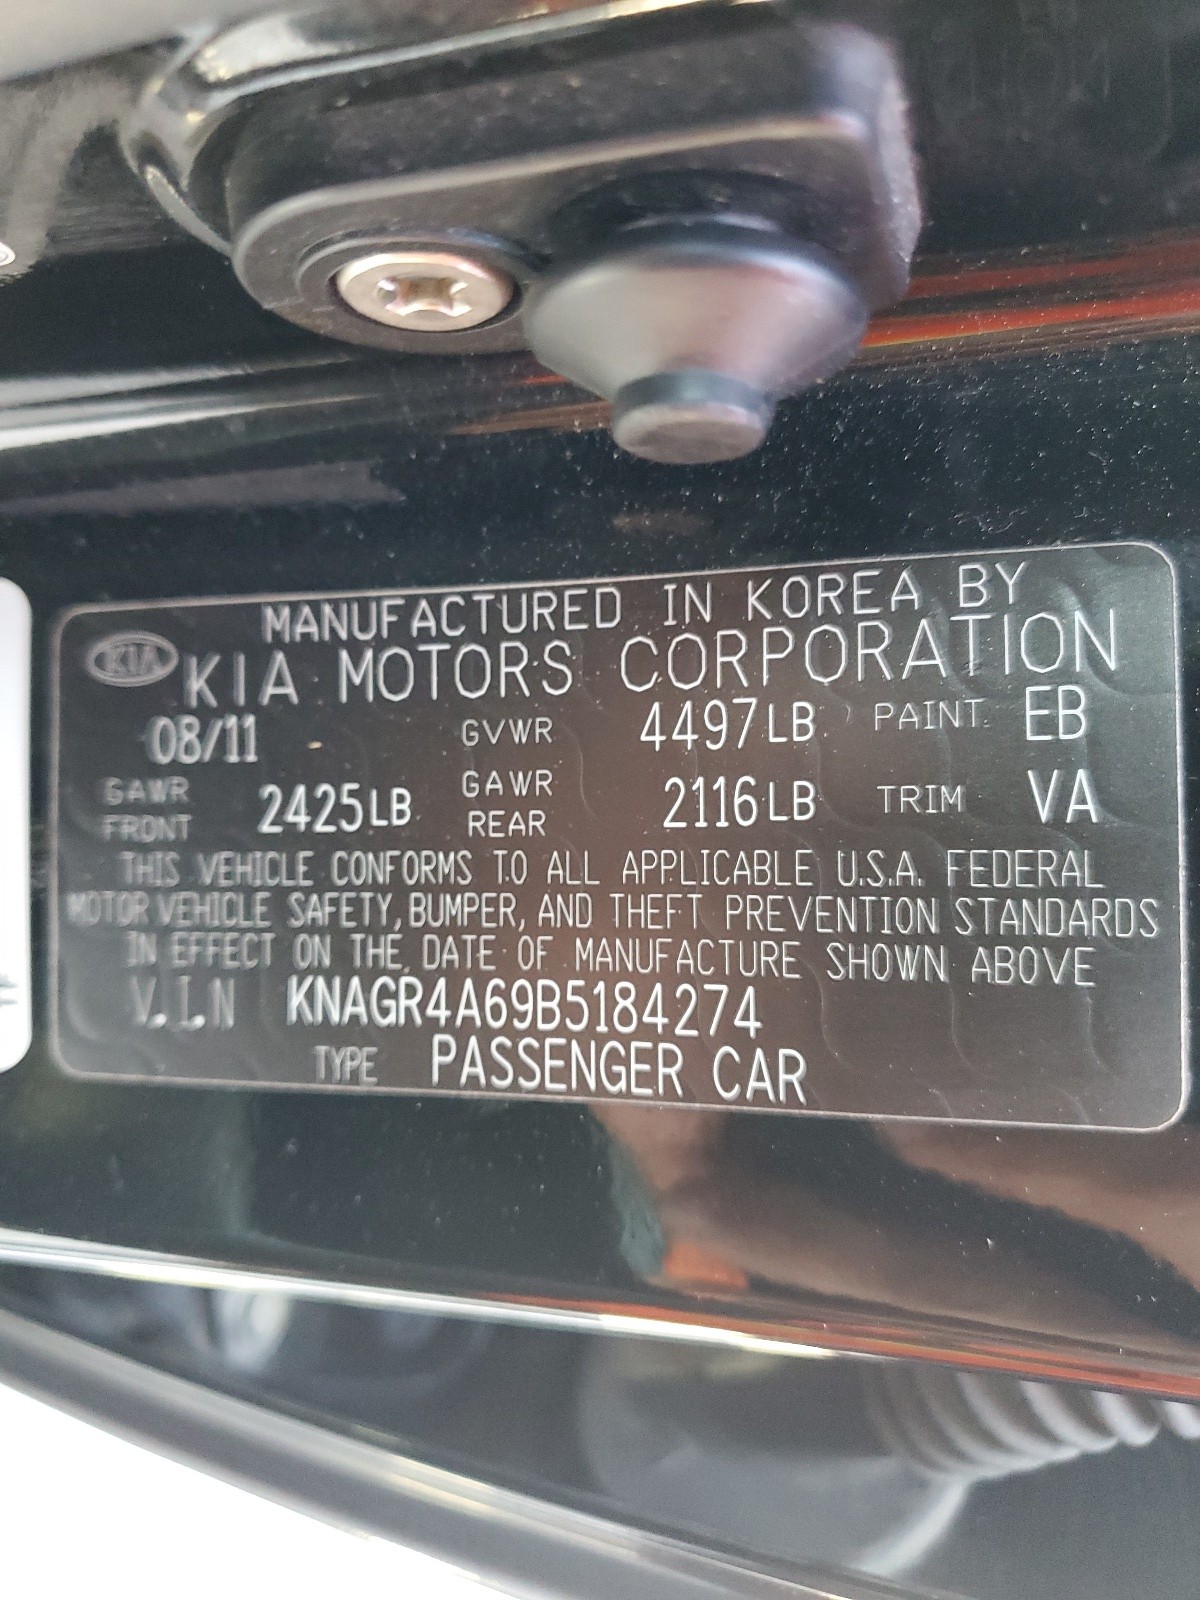 MANUFACTURED IN KOREA BY
KIA KIA MOTORS CORPORATION
08/11 GVWR 4497LB PAINT EB
GAWR FRONT 2425LB GAWR REAR 2116LB TRIM VA
THIS VEHICLE CONFORMS TO ALL APPLICABLE U.S.A. FEDERAL
MOTOR VEHICLE SAFETY, BUMPER, AND THEFT PREVENTION STANDARDS
IN EFFECT ON THE DATE OF MANUFACTURE SHOWN ABOVE
V.I.N KNAGR4A69B5184274
TYPE PASSENGER CAR